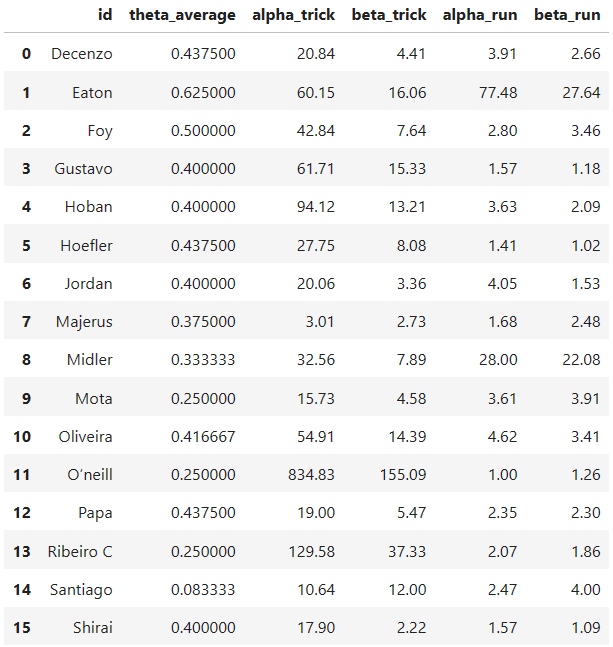 id theta_average alpha_trick beta_trick alpha_run beta_run
0 Decenzo 0.437500 20.84 4.41 3.91 2.66
1 Eaton 0.625000 60.15 16.06 77.48 27.64
2 Foy 0.500000 42.84 7.64 2.80 3.46
3 Gustavo 0.400000 61.71 15.33 1.57 1.18
4 Hoban 0.400000 94.12 13.21 3.63 2.09
5 Hoefler 0.437500 27.75 8.08 1.41 1.02
6 Jordan 0.400000 20.06 3.36 4.05 1.53
7 Majerus 0.375000 3.01 2.73 1.68 2.48
8 Midler 0.333333 32.56 7.89 28.00 22.08
9 Mota 0.250000 15.73 4.58 3.61 3.91
10 Oliveira 0.416667 54.91 14.39 4.62 3.41
11 O'neill 0.250000 834.83 155.09 1.00 1.26
12 Papa 0.437500 19.00 5.47 2.35 2.30
13 Ribeiro C 0.250000 129.58 37.33 2.07 1.86
14 Santiago 0.083333 10.64 12.00 2.47 4.00
15 Shirai 0.400000 17.90 2.22 1.57 1.09